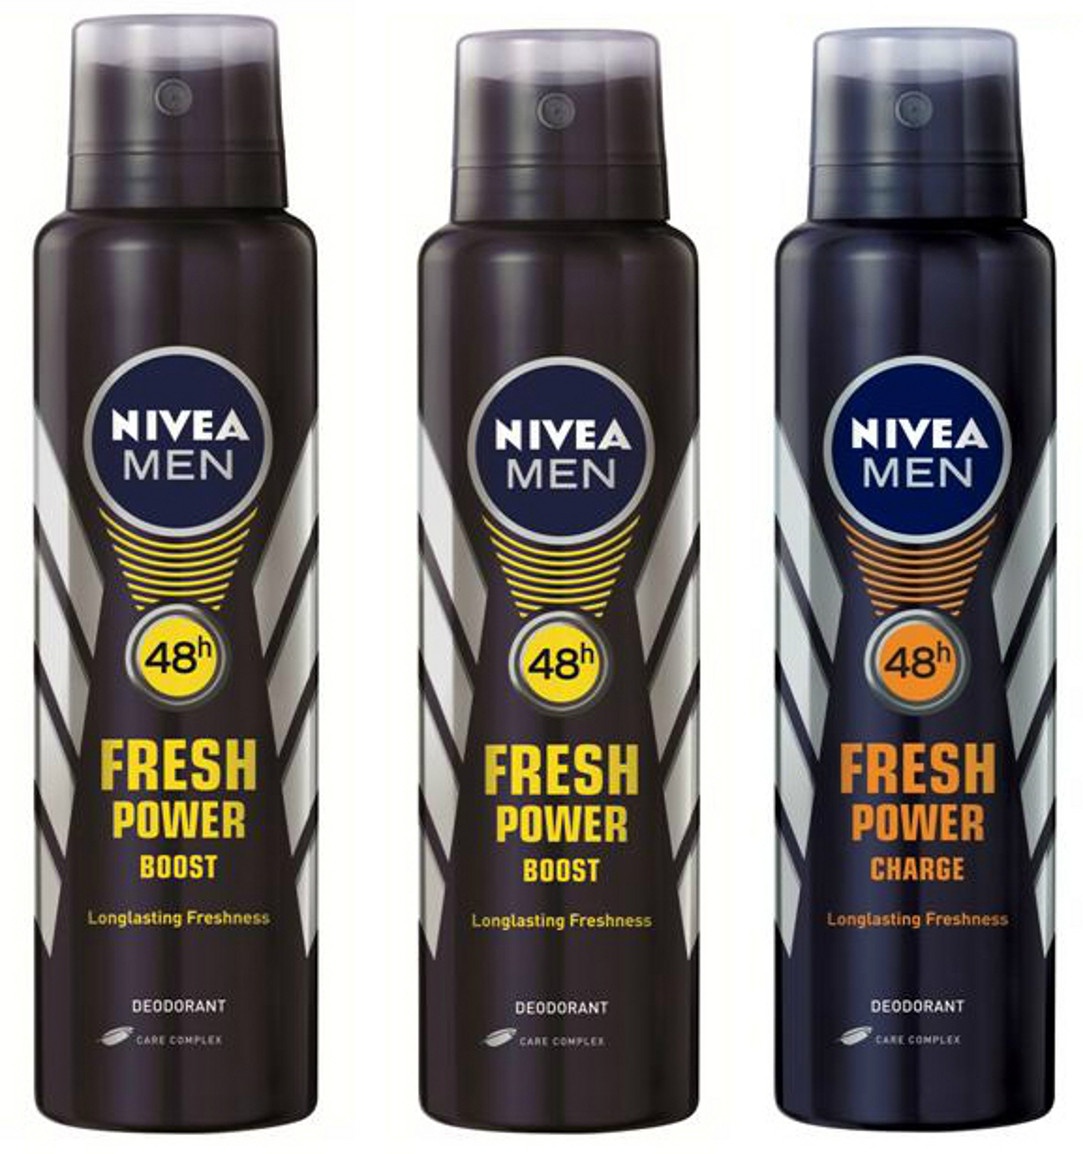 NIVEA
MEN
48h
FRESH
POWER
BOOST
Longlasting Freshness
DEODORANT
CARE COMPLEX
NIVEA
MEN
48h
FRESH
POWER
BOOST
Longlasting Freshness
DEODORANT
CARE COMPLEX
NIVEA
MEN
48h
FRESH
POWER
CHARGE
Longlasting Freshness
DEODORANT
CARE COMPLEX